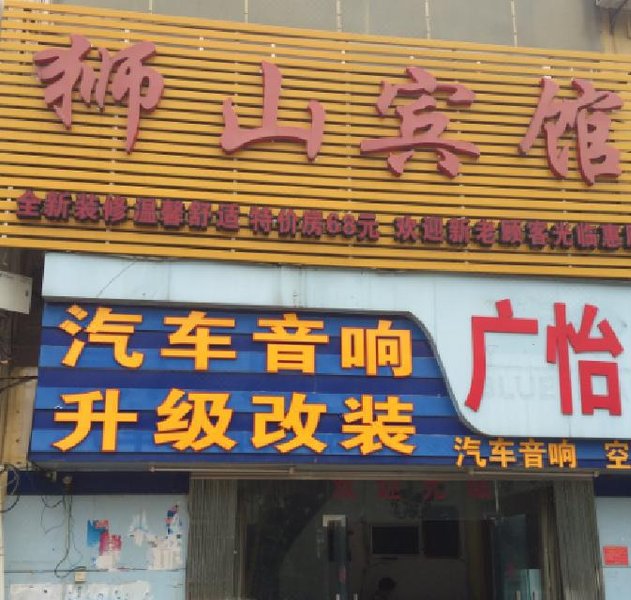 狮山宾馆
全新装修温馨舒适 特价房68元 欢迎新老顾客光临惠
汽车音响
升级改装
广怡
汽车音响 空